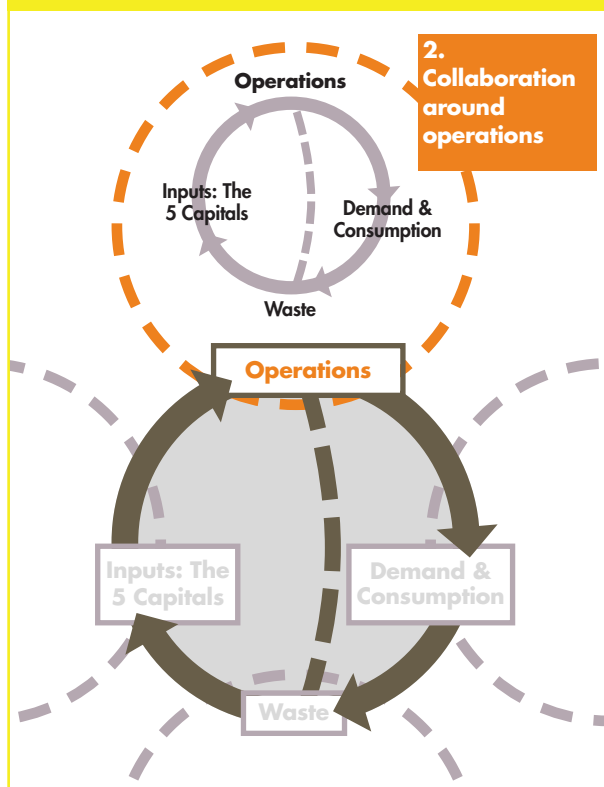 2.
Collaboration
around
operations
Operations
Inputs: The
5 Capitals
Demand &
Consumption
Waste
Operations
Inputs: The
5 Capitals
Demand &
Consumption
Waste